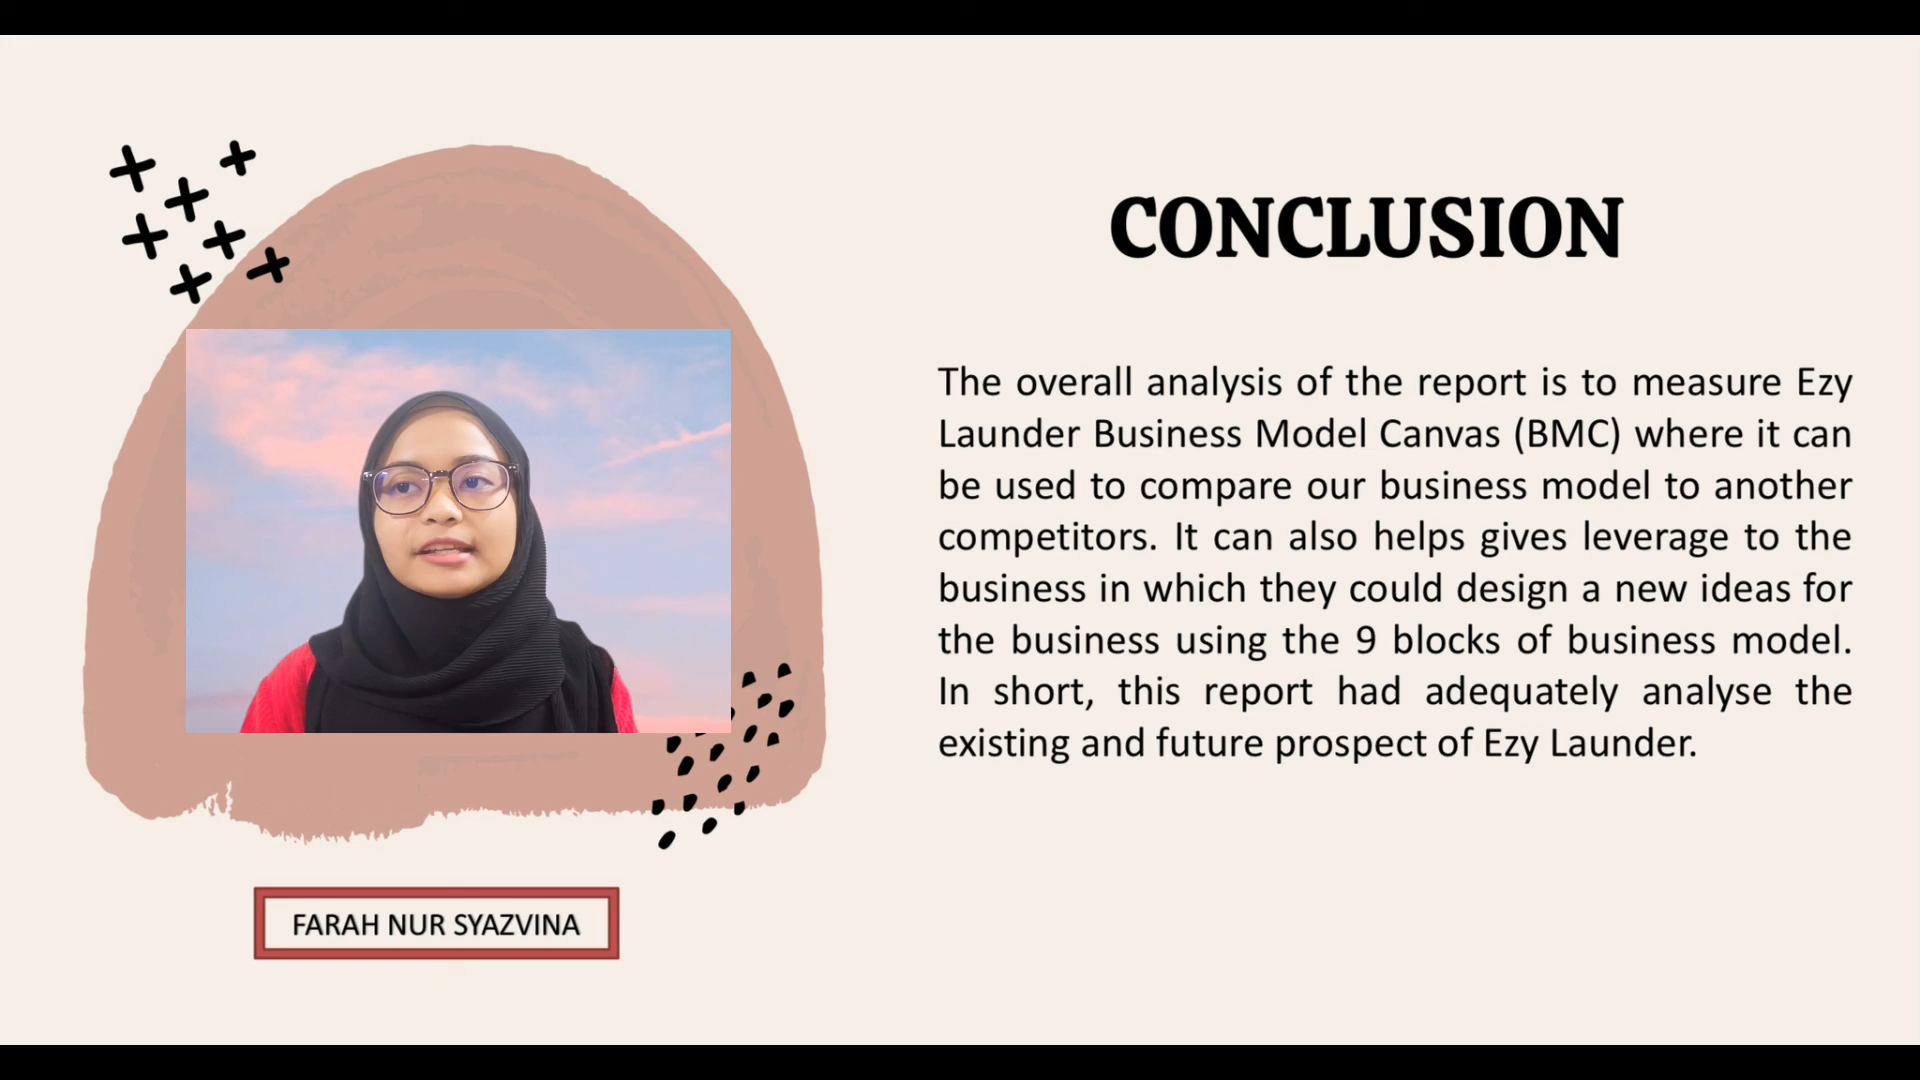 CONCLUSION
The overall analysis of the report is to measure Ezy
Launder Business Model Canvas (BMC) where it can
be used to compare our business model to another
competitors. It can also helps gives leverage to the
business in which they could design a new ideas for
the business using the 9 blocks of business model.
In short, this report had adequately analyse the
existing and future prospect of Ezy Launder.
FARAH NUR SYAZVINA